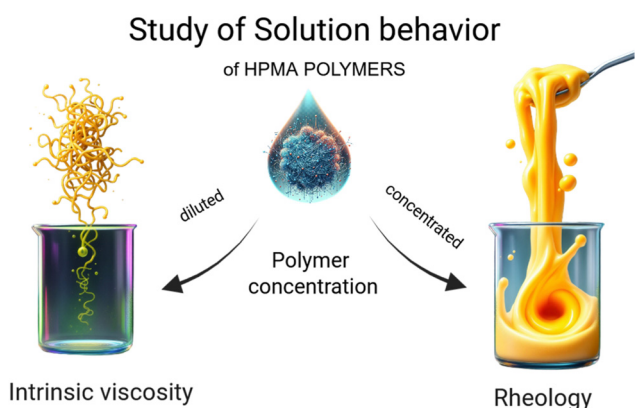 Study of Solution behavior
of HPMA POLYMERS
diluted
concentrated
Polymer
concentration
Intrinsic viscosity
Rheology